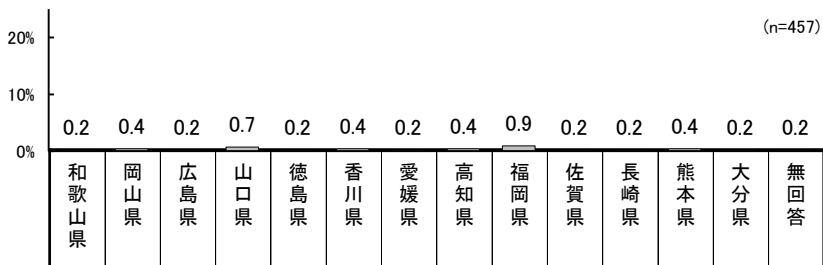 (n=457)
20%
10%
0%
0.2 0.4 0.2 0.7 0.2 0.4 0.2 0.4 0.9 0.2 0.2 0.4 0.2 0.2
和歌山県
岡山県
広島県
山口県
徳島県
香川県
愛媛県
高知県
福岡県
佐賀県
長崎県
熊本県
大分県
無回答